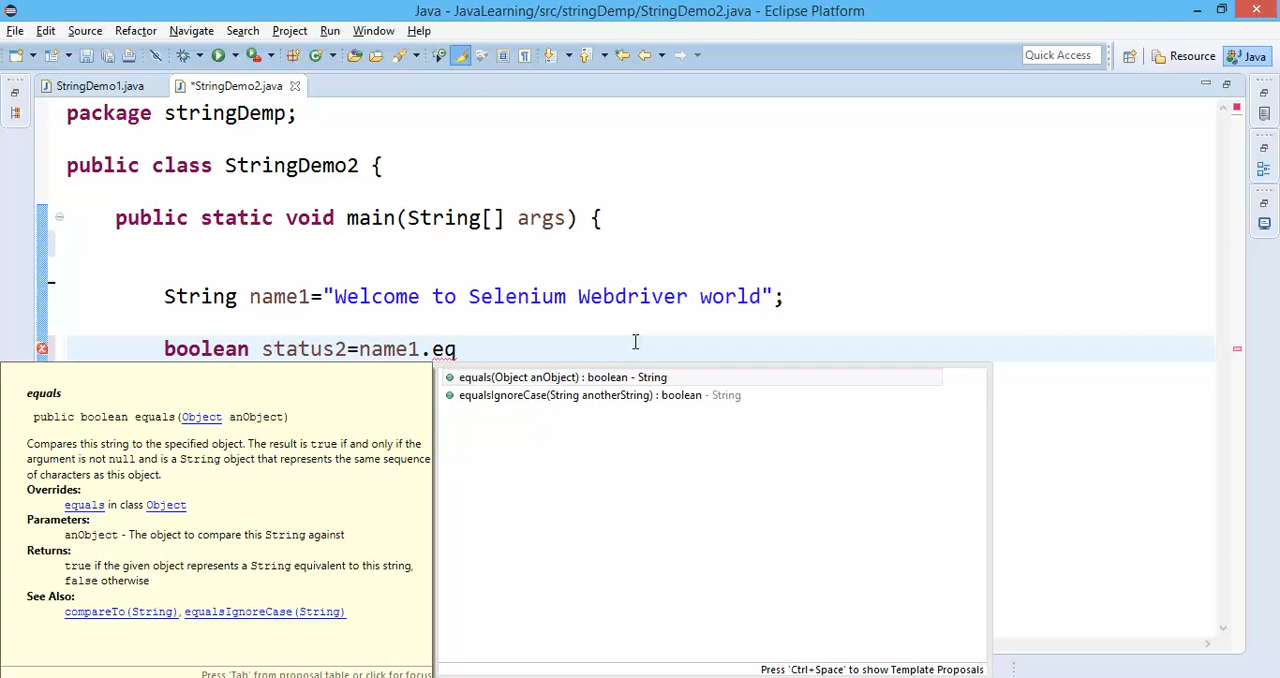 Java - JavaLearning/src/stringDemp/StringDemo2.java - Eclipse Platform
File Edit Source Refactor Navigate Search Project Run Window Help
Quick Access Resource Java
StringDemo1.java *StringDemo2.java
package stringDemp;
public class StringDemo2 {
public static void main(String[] args) {
String name1="Welcome to Selenium Webdriver world";
boolean status2=name1.eq
equals
public boolean equals(Object anObject)
Compares this string to the specified object. The result is true if and only if the
argument is not null and is a String object that represents the same sequence
of characters as this object.
Overrides:
equals in class Object
Parameters:
anObject - The object to compare this String against
Returns:
true if the given object represents a String equivalent to this string,
false otherwise
See Also:
compareTo(String), equalsIgnoreCase(String)
Press 'Tab' from proposal table or click for focus
equals(Object anObject) : boolean - String
equalsIgnoreCase(String anotherString) : boolean - String
Press 'Ctrl+Space' to show Template Proposals